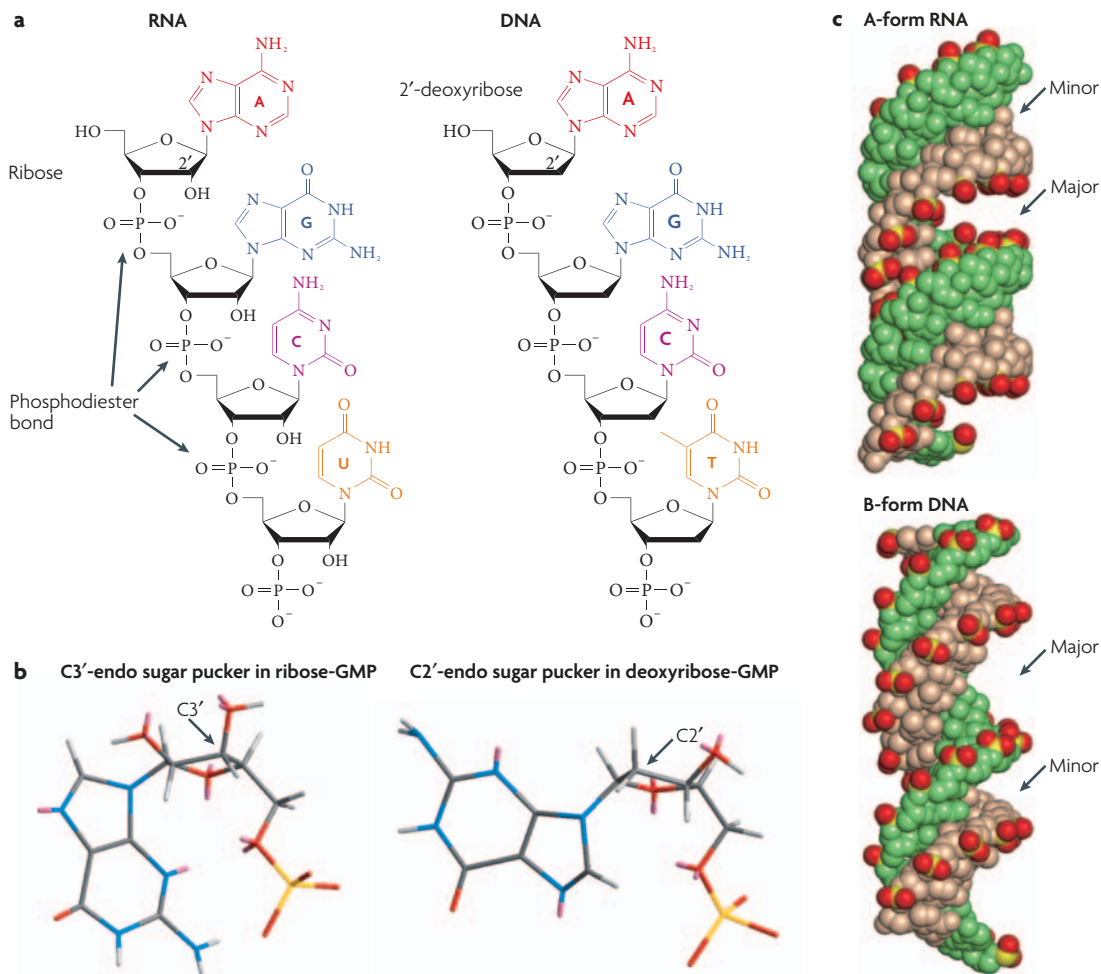 a
RNA
DNA
NH₂
N
N
A
N
N
HO
O
2′
Ribose
OH
O
O=P—O⁻
O
O
N
NH
G
N
N
NH₂
O
OH
O
O=P—O⁻
O
NH₂
C
N
N
O
Phosphodiester
bond
O
OH
O
O=P—O⁻
O
O
U
NH
N
O
O
OH
O
O=P—O⁻
O⁻
2′-deoxyribose
NH₂
N
N
A
N
N
HO
O
2′
O
O=P—O⁻
O
O
N
NH
G
N
N
NH₂
O
O
O=P—O⁻
O
NH₂
C
N
N
O
O
O
O=P—O⁻
O
O
T
NH
N
O
O
O
O=P—O⁻
O⁻
b
C3′-endo sugar pucker in ribose-GMP
C3′
C2′-endo sugar pucker in deoxyribose-GMP
C2′
c
A-form RNA
Minor
Major
B-form DNA
Major
Minor